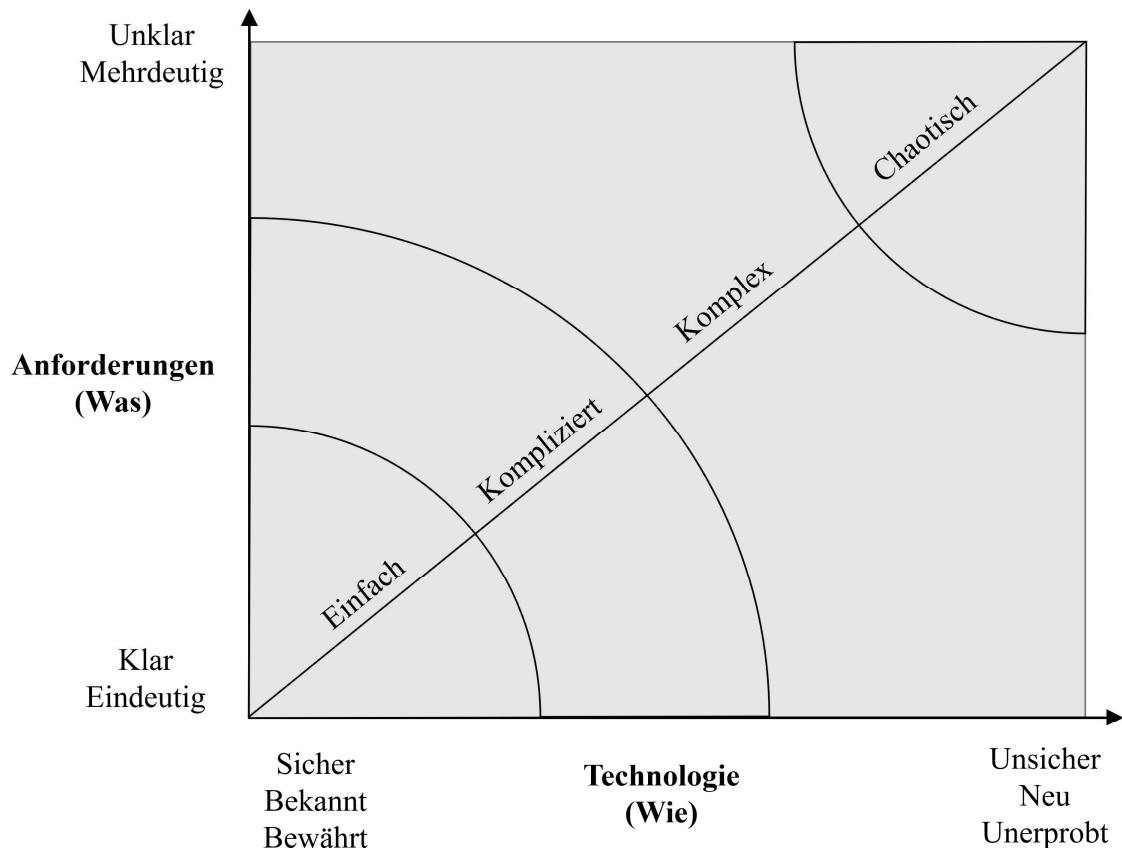 Unklar
Mehrdeutig
Chaotisch
Komplex
Anforderungen
(Was)
Kompliziert
Einfach
Klar
Eindeutig
Sicher
Bekannt
Bewährt
Technologie
(Wie)
Unsicher
Neu
Unerprobt